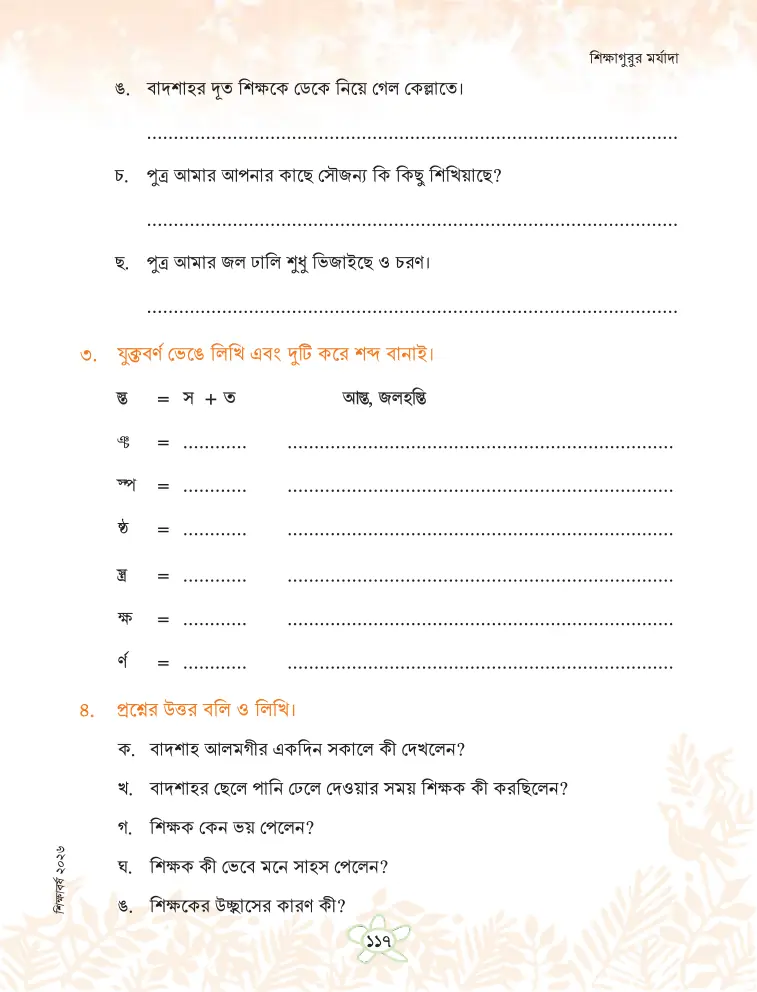 শিক্ষাগুরুর মর্যাদা
ঙ. বাদশাহর দূত শিক্ষকে ডেকে নিয়ে গেল কেল্লাতে।
....................................................................................................
চ. পুত্র আমার আপনার কাছে সৌজন্য কি কিছু শিখিয়াছে?
....................................................................................................
ছ. পুত্র আমার জল ঢালি শুধু ভিজাইছে ও চরণ।
....................................................................................................
৩. যুক্তবর্ণ ভেঙে লিখি এবং দুটি করে শব্দ বানাই।
স্ত = স + ত আস্ত, জলহস্তি
ঞ্চ = ............ .........................................................................
স্প = ............ .........................................................................
ষ্ঠ = ............ .........................................................................
স্ত্র = ............ .........................................................................
ক্ষ = ............ .........................................................................
র্ণ = ............ .........................................................................
৪. প্রশ্নের উত্তর বলি ও লিখি।
ক. বাদশাহ আলমগীর একদিন সকালে কী দেখলেন?
খ. বাদশাহর ছেলে পানি ঢেলে দেওয়ার সময় শিক্ষক কী করছিলেন?
গ. শিক্ষক কেন ভয় পেলেন?
ঘ. শিক্ষক কী ভেবে মনে সাহস পেলেন?
ঙ. শিক্ষকের উচ্ছ্বাসের কারণ কী?
শিক্ষাবর্ষ ২০২৬
১১৭